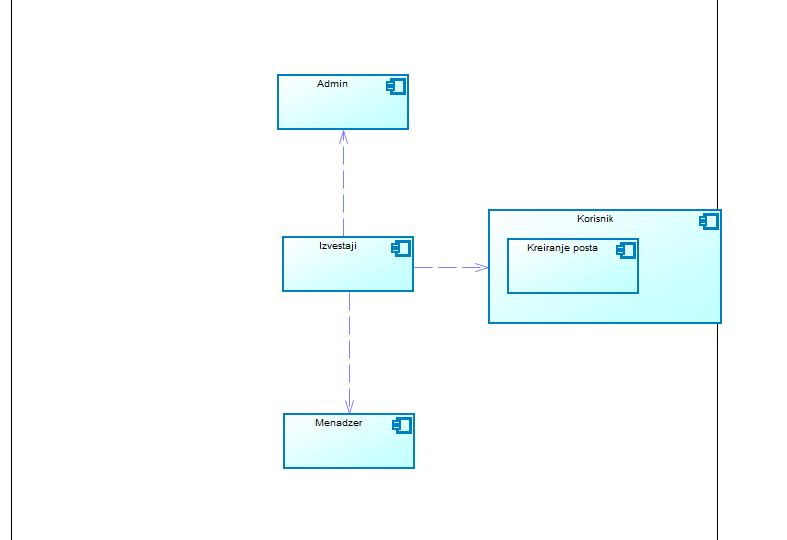 Admin
Korisnik
Izvestaji
Kreiranje posta
Menadzer